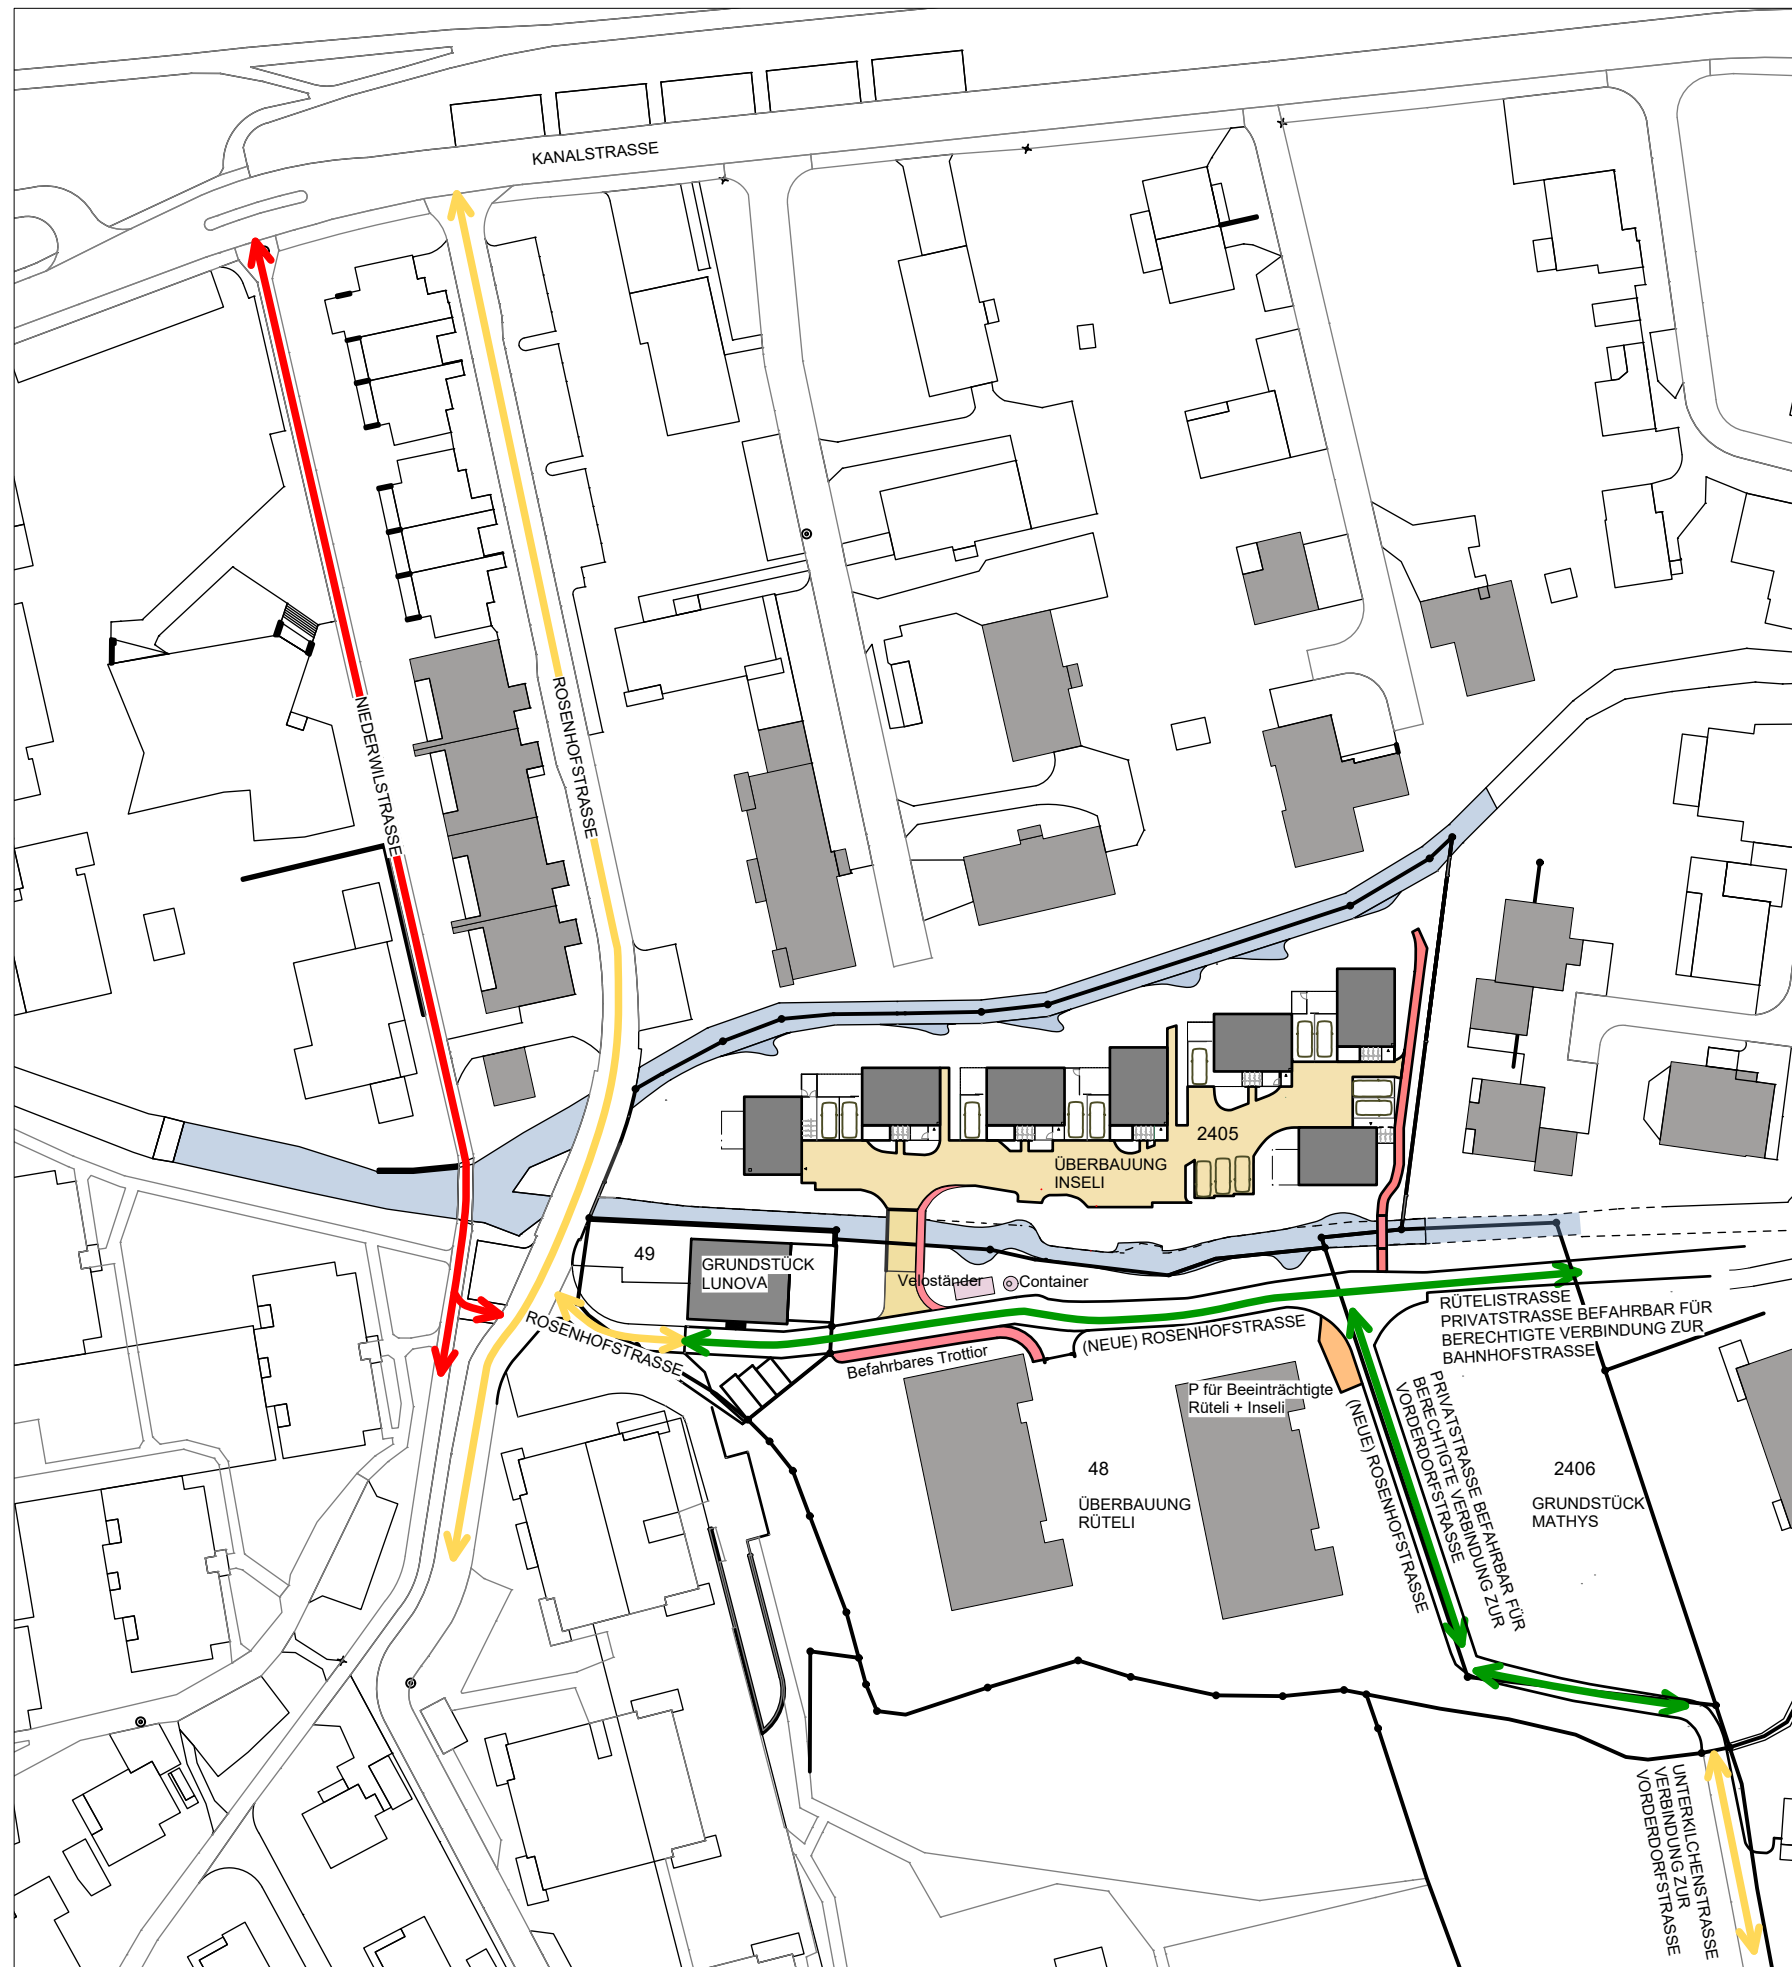 KANALSTRASSE
NIEDERWILSTRASSE
ROSENHOFSTRASSE
2405
ÜBERBAUUNG
INSELI
49
GRUNDSTÜCK
LUNOVA
Veloständer
Container
ROSENHOFSTRASSE
Befahrbares Trottior
(NEUE) ROSENHOFSTRASSE
RÜTELISTRASSE
PRIVATSTRASSE BEFAHRBAR FÜR
BERECHTIGTE VERBINDUNG ZUR
BAHNHOFSTRASSE
P für Beeinträchtigte
Rüteli + Inseli
(NEUE) ROSENHOFSTRASSE
PRIVATSTRASSE BEFAHRBAR FÜR
BERECHTIGTE VERBINDUNG ZUR
VORDERDORFSTRASSE
48
ÜBERBAUUNG
RÜTELI
2406
GRUNDSTÜCK
MATHYS
UNTERKILCHENSTRASSE
VERBINDUNG ZUR
VORDERDORFSTRASSE